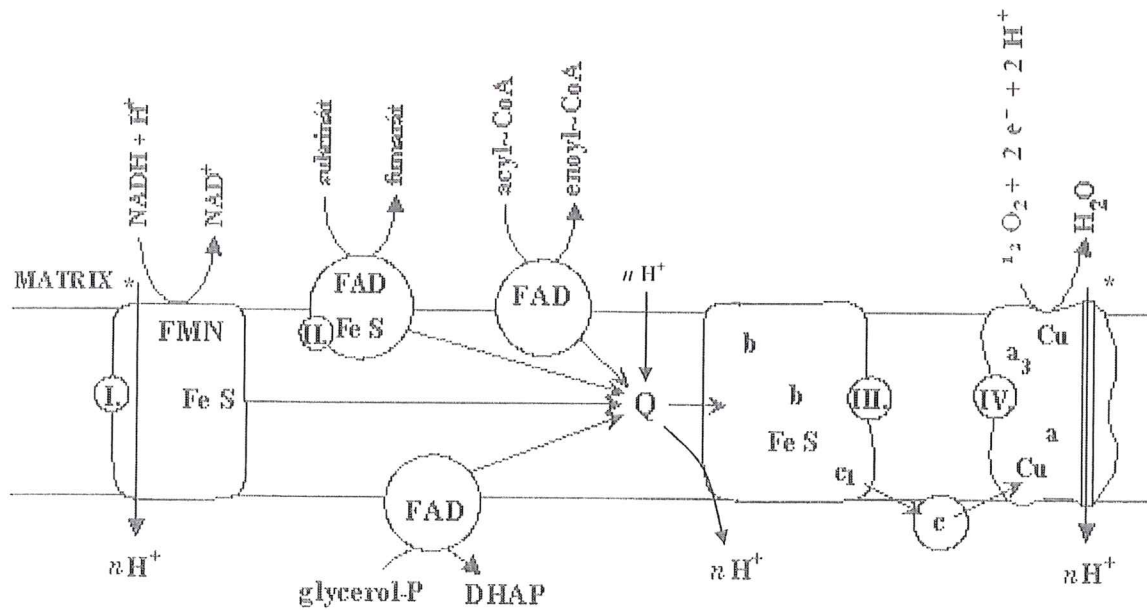 NADH + H⁺
NAD⁺
sukcinát
fumarát
acyl~CoA
enoyl~CoA
½ O₂ + 2 e⁻ + 2 H⁺
H₂O
MATRIX *
FAD
FAD
n H⁺
*
FMN
II.
Fe S
b
Cu
a₃
I.
Fe S
Q
b
III.
IV.
Fe S
a
c₁
Cu
FAD
c
n H⁺
glycerol-P
DHAP
n H⁺
n H⁺